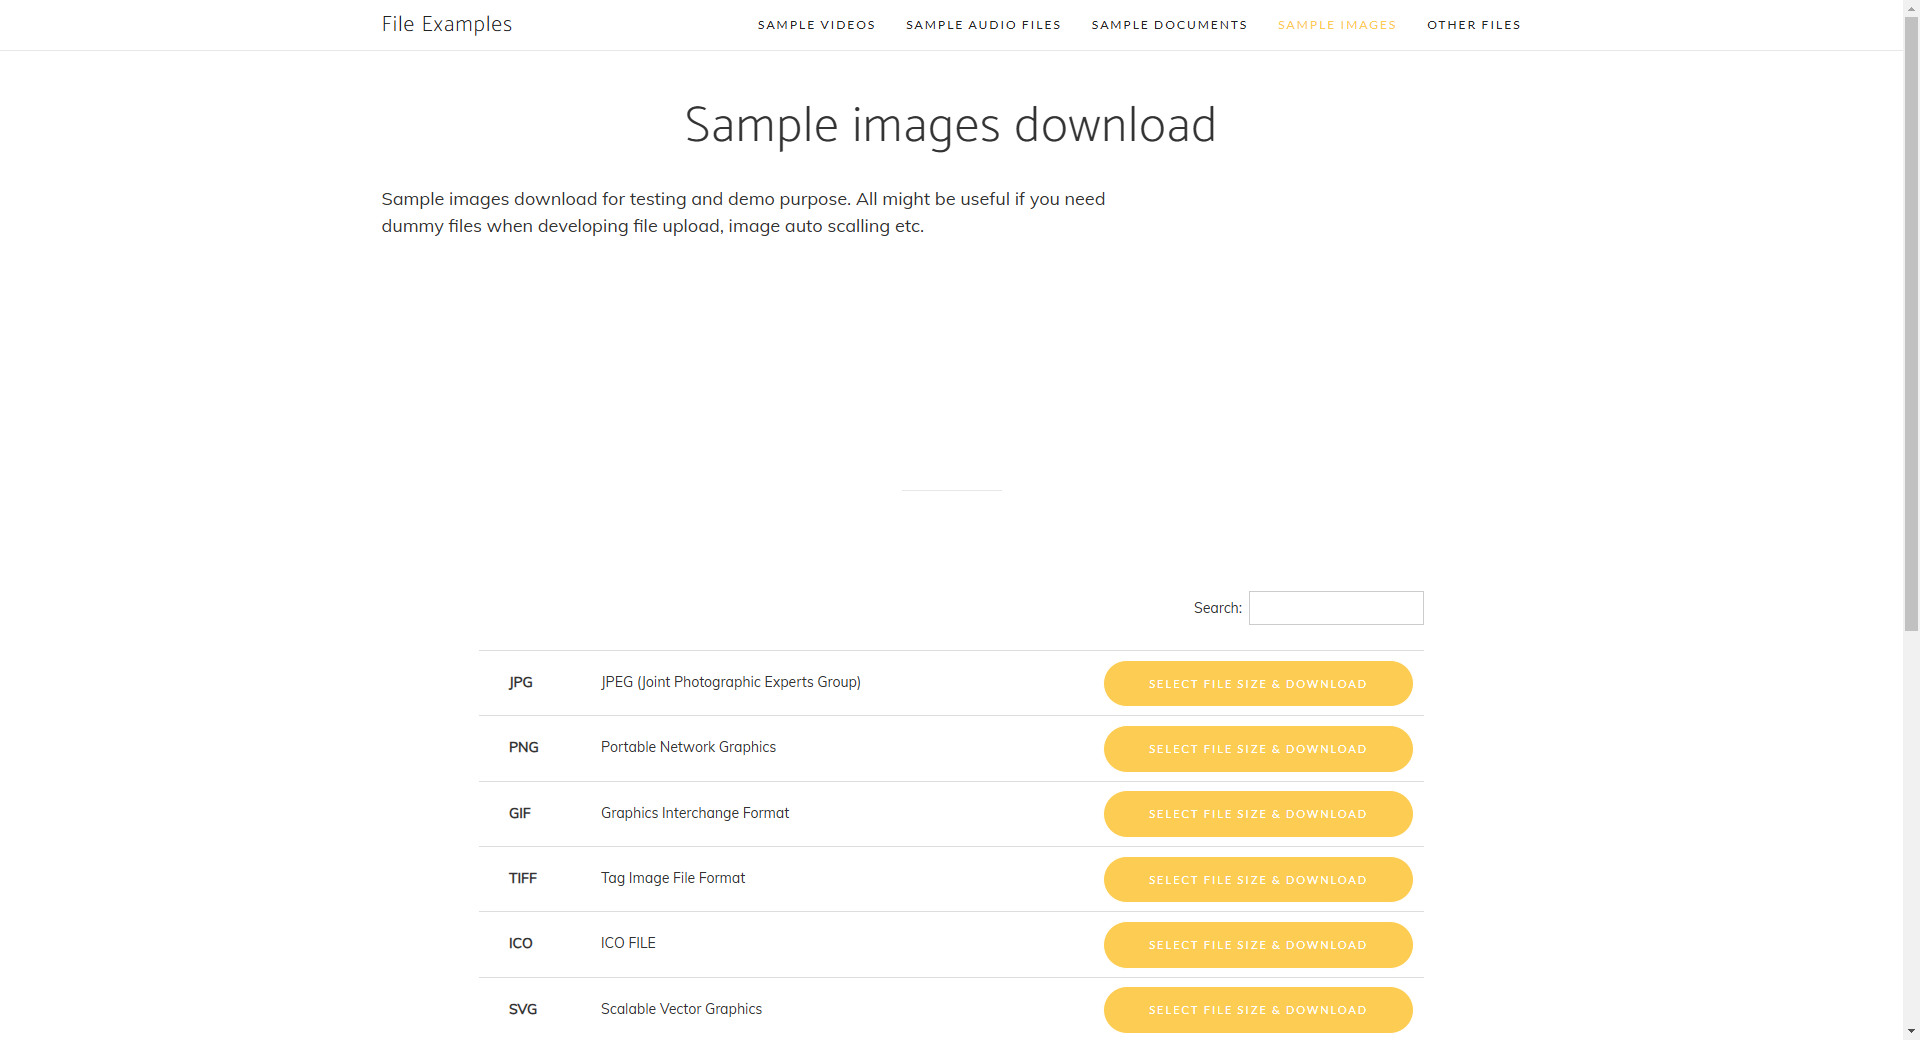 File Examples
SAMPLE VIDEOS SAMPLE AUDIO FILES SAMPLE DOCUMENTS SAMPLE IMAGES OTHER FILES
Sample images download
Sample images download for testing and demo purpose. All might be useful if you need
dummy files when developing file upload, image auto scalling etc.
Search:
JPG JPEG (Joint Photographic Experts Group) SELECT FILE SIZE & DOWNLOAD
PNG Portable Network Graphics SELECT FILE SIZE & DOWNLOAD
GIF Graphics Interchange Format SELECT FILE SIZE & DOWNLOAD
TIFF Tag Image File Format SELECT FILE SIZE & DOWNLOAD
ICO ICO FILE SELECT FILE SIZE & DOWNLOAD
SVG Scalable Vector Graphics SELECT FILE SIZE & DOWNLOAD